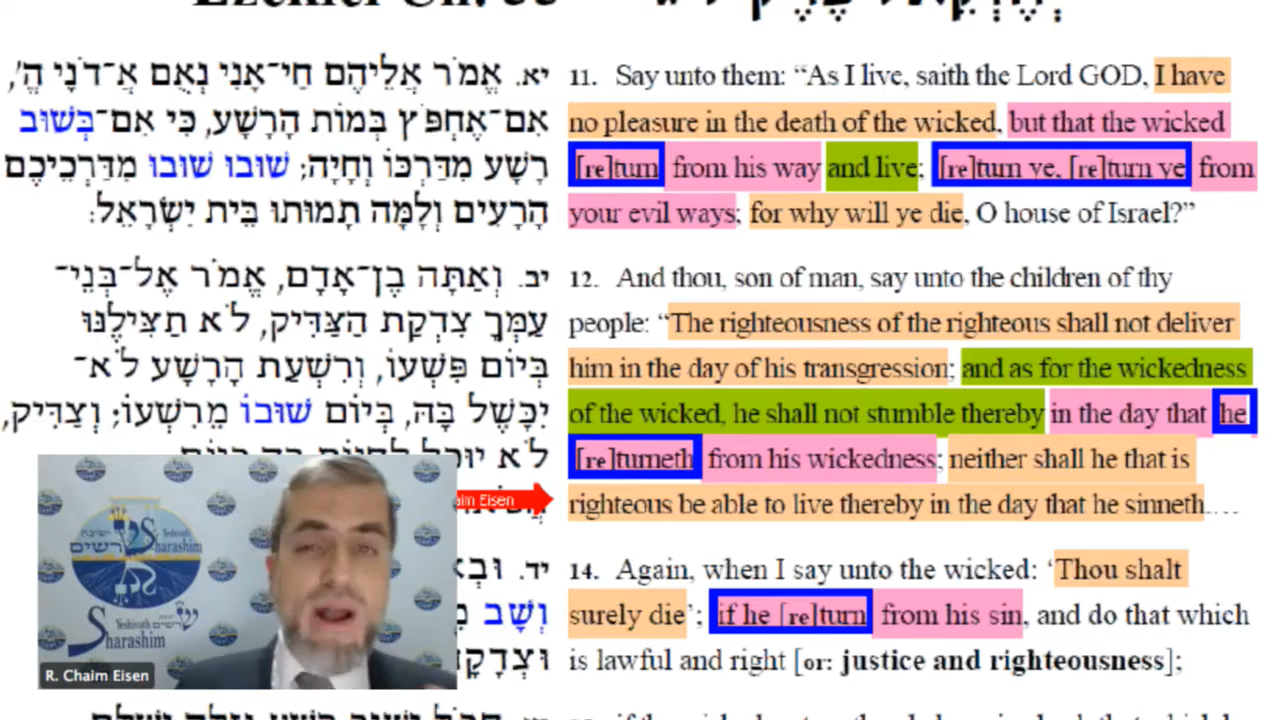 יא. אֱמֹר אֲלֵיהֶם חַי־אָנִי נְאֻם אֲ־דֹנָי הֱ',
אִם־אֶחְפֹּץ בְּמוֹת הָרָשָׁע, כִּי אִם־בְּשׁוּב
רָשָׁע מִדַּרְכּוֹ וְחָיָה; שׁוּבוּ שׁוּבוּ מִדַּרְכֵיכֶם
הָרָעִים וְלָמָּה תָמוּתוּ בֵּית יִשְׂרָאֵל:
יב. וְאַתָּה בֶן־אָדָם, אֱמֹר אֶל־בְּנֵי־
עַמְּךָ צִדְקַת הַצַּדִּיק, לֹא תַצִּילֶנּוּ
בְּיוֹם פִּשְׁעוֹ, וְרִשְׁעַת הָרָשָׁע לֹא־
יִכָּשֶׁל בָּהּ, בְּיוֹם שׁוּבוֹ מֵרִשְׁעוֹ; וְצַדִּיק,
יד.
וְשָׁב
11. Say unto them: “As I live, saith the Lord GOD, I have
no pleasure in the death of the wicked, but that the wicked
[re]turn from his way and live; [re]turn ye, [re]turn ye from
your evil ways; for why will ye die, O house of Israel?”
12. And thou, son of man, say unto the children of thy
people: “The righteousness of the righteous shall not deliver
him in the day of his transgression; and as for the wickedness
of the wicked, he shall not stumble thereby in the day that he
[re]turneth from his wickedness; neither shall he that is
righteous be able to live thereby in the day that he sinneth....
14. Again, when I say unto the wicked: ‘Thou shalt
surely die’; if he [re]turn from his sin, and do that which
is lawful and right [or: justice and righteousness];
Eisen
ישיבת
שרשים
Yeshivath
Sharashim
Sharashim
R. Chaim Eisen